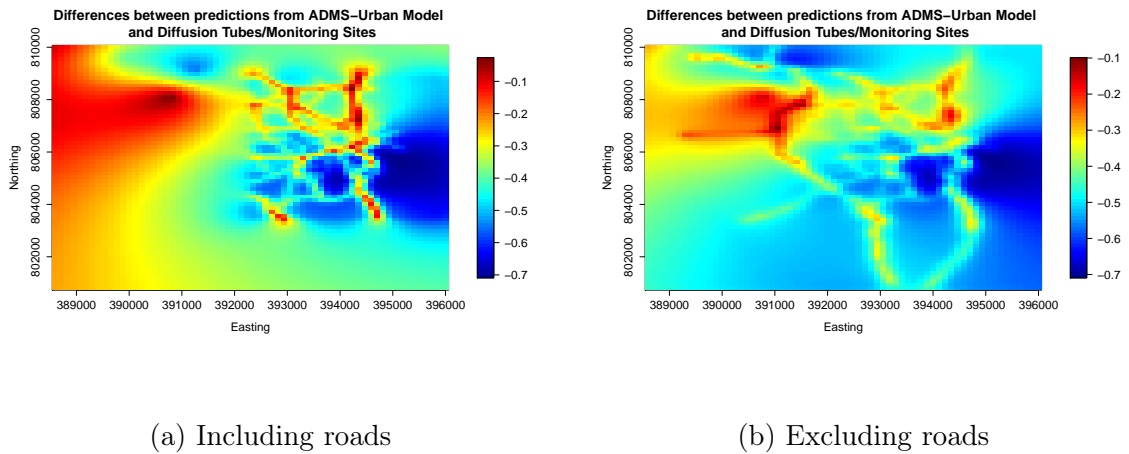 Differences between predictions from ADMS−Urban Model
and Diffusion Tubes/Monitoring Sites
810000
808000
806000
804000
802000
Northing
389000 390000 391000 392000 393000 394000 395000 396000
Easting
−0.1
−0.2
−0.3
−0.4
−0.5
−0.6
−0.7
(a) Including roads
Differences between predictions from ADMS−Urban Model
and Diffusion Tubes/Monitoring Sites
810000
808000
806000
804000
802000
Northing
389000 390000 391000 392000 393000 394000 395000 396000
Easting
−0.1
−0.2
−0.3
−0.4
−0.5
−0.6
−0.7
(b) Excluding roads